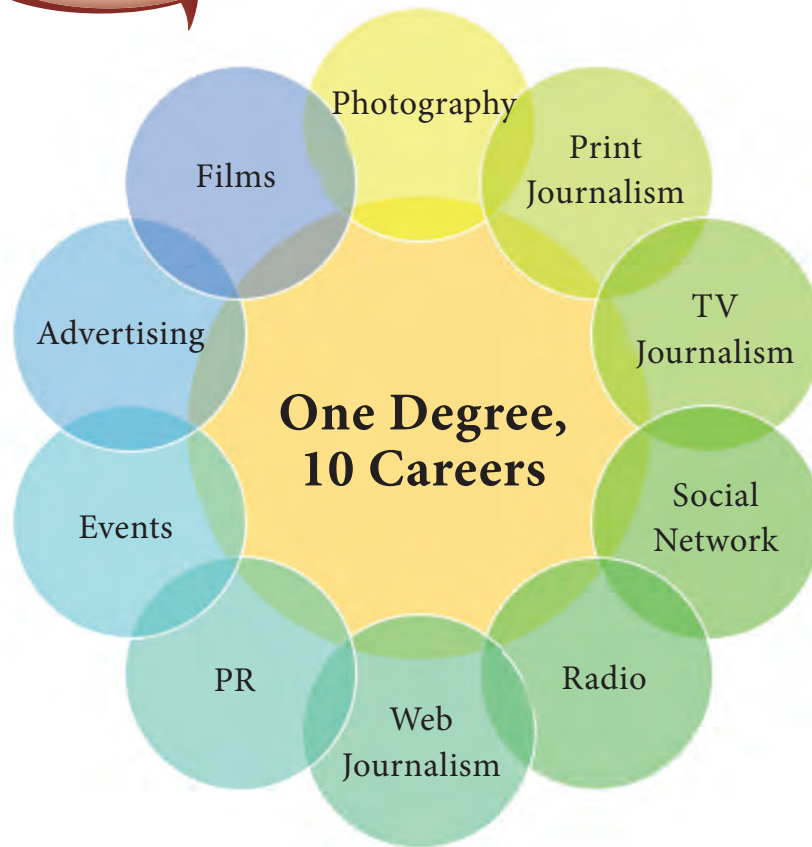 Photography
Print
Journalism
TV
Journalism
Social
Network
Radio
Web
Journalism
PR
Events
Advertising
Films
One Degree,
10 Careers